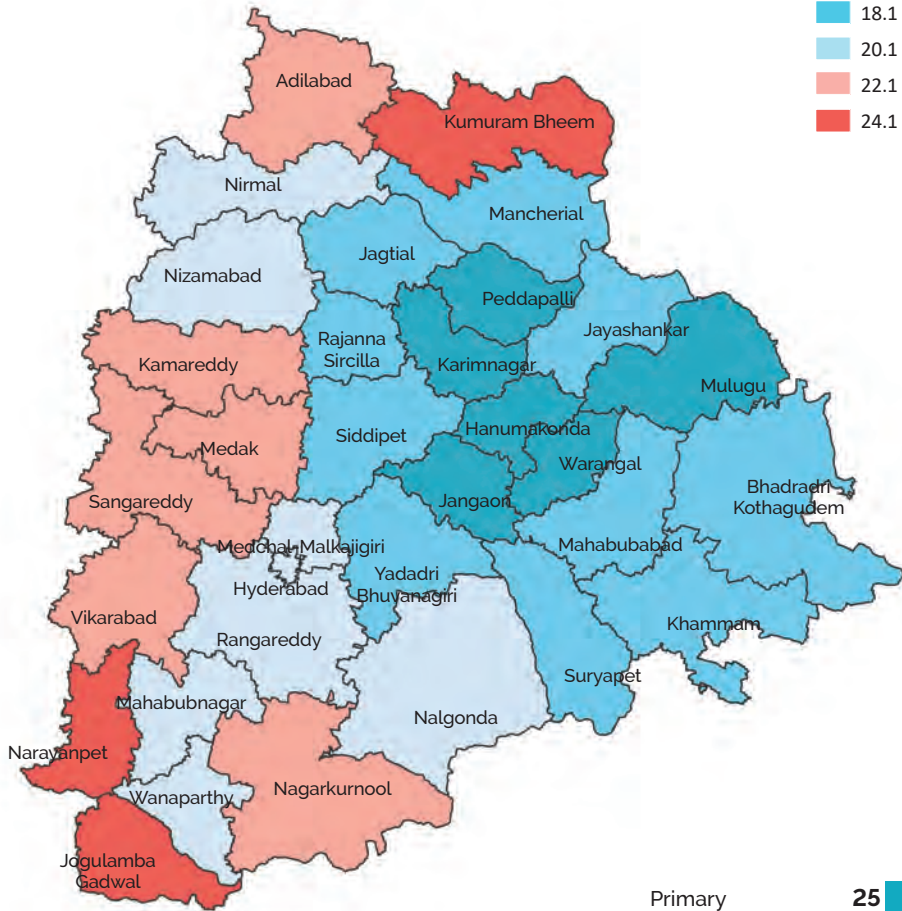 18.1
20.1
22.1
24.1
Adilabad
Kumuram Bheem
Nirmal
Mancherial
Jagtial
Nizamabad
Peddapalli
Jayashankar
Rajanna
Sircilla
Kamareddy
Karimnagar
Mulugu
Siddipet
Hanumakonda
Medak
Warangal
Sangareddy
Jangaon
Bhadradri
Kothagudem
Medchal-Malkajigiri
Mahabubabad
Yadadri
Bhuvanagiri
Hyderabad
Vikarabad
Rangareddy
Khammam
Suryapet
Mahabubnagar
Nalgonda
Narayanpet
Wanaparthy
Nagarkurnool
Jogulamba
Gadwal
Primary 25